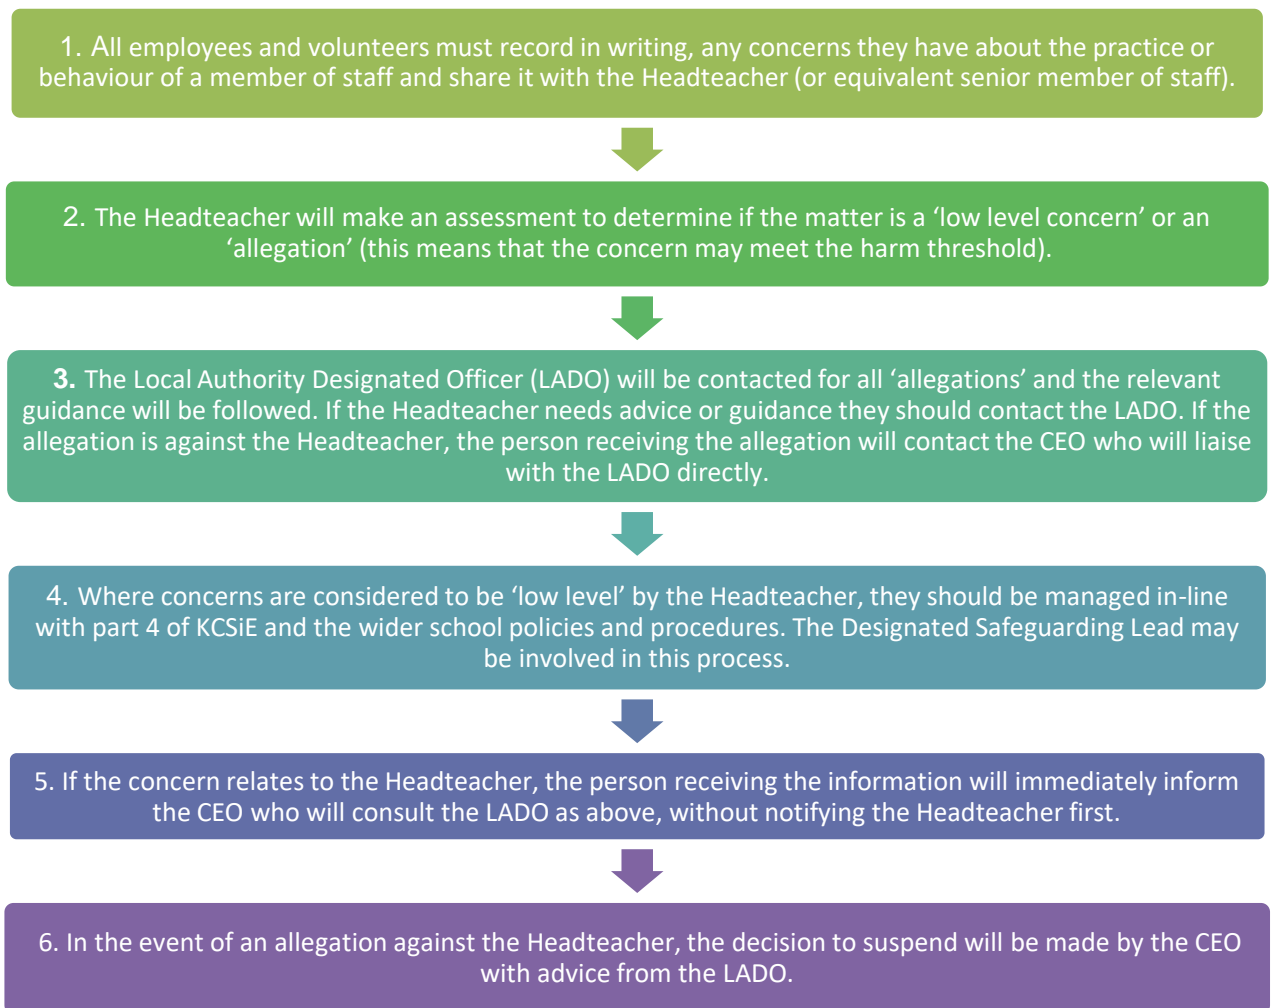 1. All employees and volunteers must record in writing, any concerns they have about the practice or
behaviour of a member of staff and share it with the Headteacher (or equivalent senior member of staff).
2. The Headteacher will make an assessment to determine if the matter is a ‘low level concern’ or an
‘allegation’ (this means that the concern may meet the harm threshold).
3. The Local Authority Designated Officer (LADO) will be contacted for all ‘allegations’ and the relevant
guidance will be followed. If the Headteacher needs advice or guidance they should contact the LADO. If the
allegation is against the Headteacher, the person receiving the allegation will contact the CEO who will liaise
with the LADO directly.
4. Where concerns are considered to be ‘low level’ by the Headteacher, they should be managed in-line
with part 4 of KCSiE and the wider school policies and procedures. The Designated Safeguarding Lead may
be involved in this process.
5. If the concern relates to the Headteacher, the person receiving the information will immediately inform
the CEO who will consult the LADO as above, without notifying the Headteacher first.
6. In the event of an allegation against the Headteacher, the decision to suspend will be made by the CEO
with advice from the LADO.